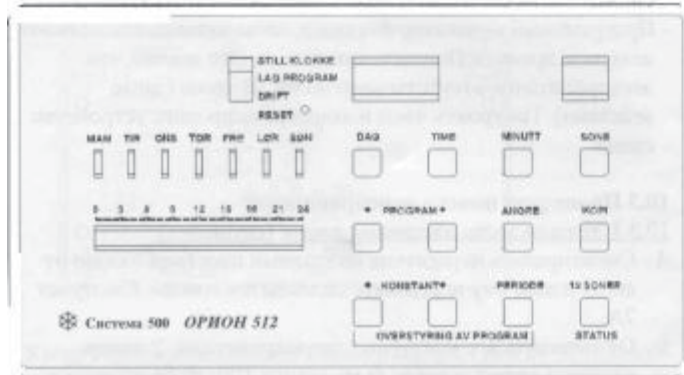 STILL KLOKKE
LAG PROGRAM
DRIFT
RESET
MAN TIR ONS TOR FRE LØR SØN
DAG TIME MINUTT SONE
0 3 6 9 12 15 18 21 24
+ PROGRAM + ANDRE KOPI
+ KONSTANT + PERIODE 12 SONER
Система 500 ОРИОН 512
OVERSTYRING AV PROGRAM STATUS